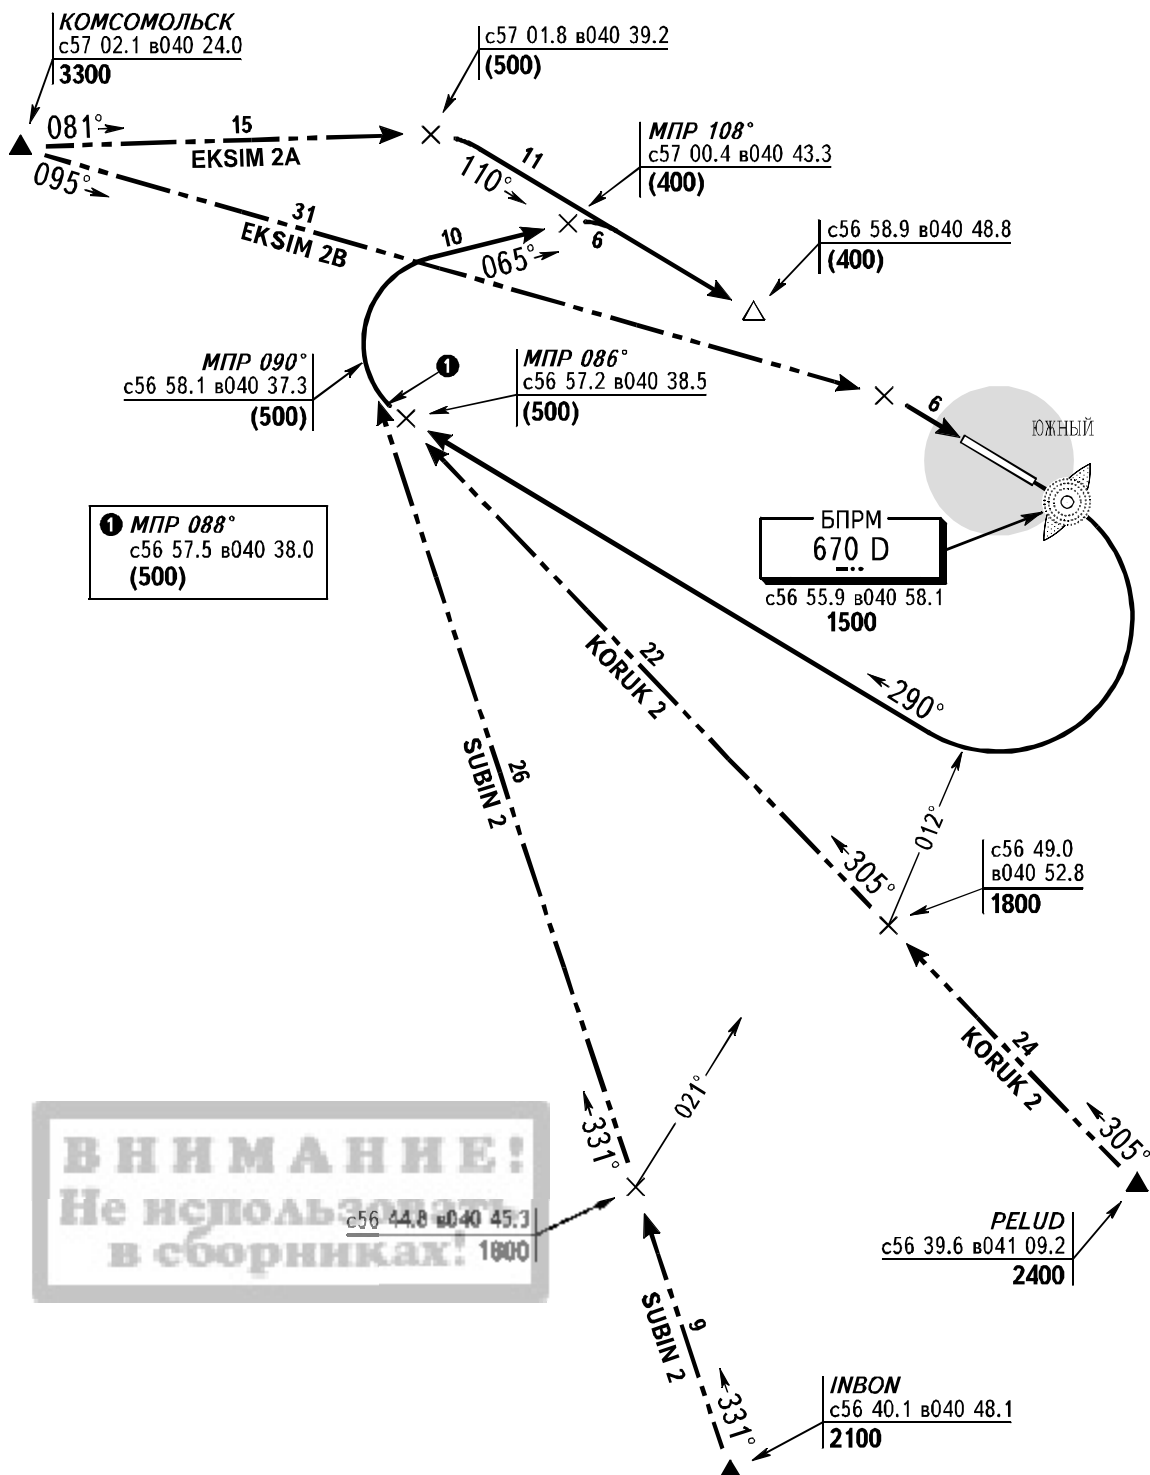 КОМСОМОЛЬСК
с57 02.1 в040 24.0
3300
с57 01.8 в040 39.2
(500)
081°
15
EKSIM 2A
МПР 108°
с57 00.4 в040 43.3
(400)
110°
11
095°
31
EKSIM 2B
10
065°
6
с56 58.9 в040 48.8
(400)
МПР 090°
с56 58.1 в040 37.3
(500)
1
МПР 086°
с56 57.2 в040 38.5
(500)
6
ЮЖНЫЙ
1 МПР 088°
с56 57.5 в040 38.0
(500)
БПРМ
670 D
с56 55.9 в040 58.1
1500
22
KORUK 2
290°
26
SUBIN 2
012°
305°
с56 49.0
в040 52.8
1800
24
KORUK 2
021°
331°
305°
ВНИМАНИЕ!
Не использовать
в сборниках!
с56 44.8 в040 45.3
1800
PELUD
с56 39.6 в041 09.2
2400
9
SUBIN 2
331°
INBON
с56 40.1 в040 48.1
2100